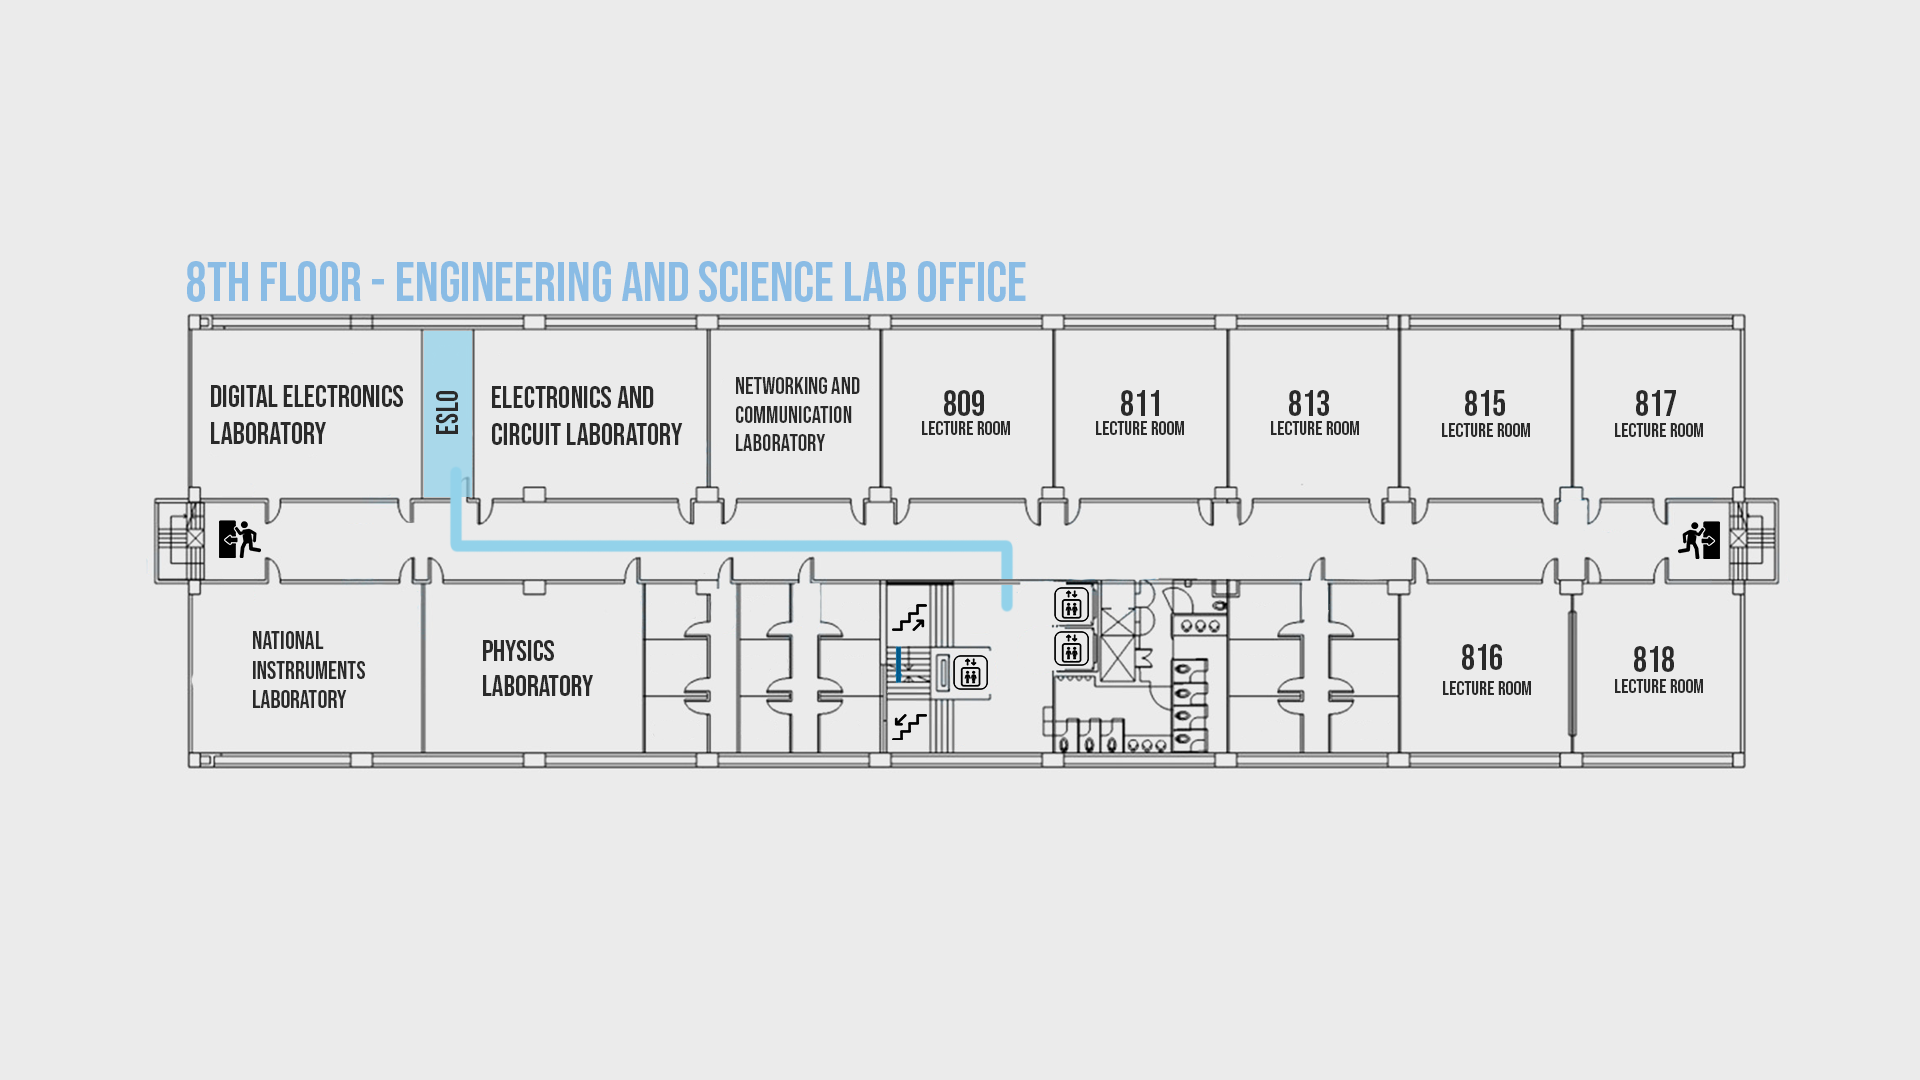 8TH FLOOR - ENGINEERING AND SCIENCE LAB OFFICE
DIGITAL ELECTRONICS
LABORATORY
ESLO
ELECTRONICS AND
CIRCUIT LABORATORY
NETWORKING AND
COMMUNICATION
LABORATORY
809
LECTURE ROOM
811
LECTURE ROOM
813
LECTURE ROOM
815
LECTURE ROOM
817
LECTURE ROOM
NATIONAL
INSTRRUMENTS
LABORATORY
PHYSICS
LABORATORY
816
LECTURE ROOM
818
LECTURE ROOM